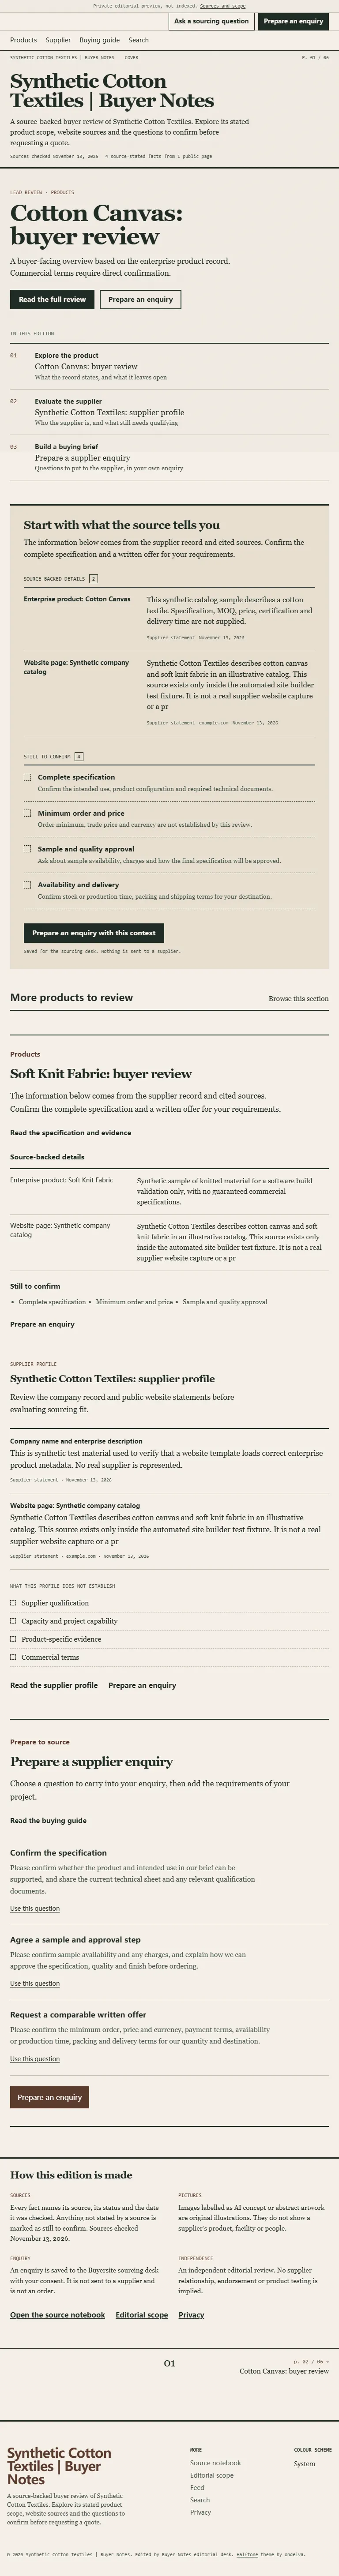 Private editorial preview, not indexed. Sources and scope
Ask a sourcing question
Prepare an enquiry
Products Supplier Buying guide Search
SYNTHETIC COTTON TEXTILES | BUYER NOTES COVER
P. 01 / 06
Synthetic Cotton
Textiles | Buyer Notes
A source-backed buyer review of Synthetic Cotton Textiles. Explore its stated
product scope, website sources and the questions to confirm before
requesting a quote.
Sources checked November 13, 2026 4 source-stated facts from 1 public page
LEAD REVIEW · PRODUCTS
Cotton Canvas:
buyer review
A buyer-facing overview based on the enterprise product record.
Commercial terms require direct confirmation.
Read the full review
Prepare an enquiry
IN THIS EDITION
01 Explore the product
Cotton Canvas: buyer review
What the record states, and what it leaves open
02 Evaluate the supplier
Synthetic Cotton Textiles: supplier profile
Who the supplier is, and what still needs qualifying
03 Build a buying brief
Prepare a supplier enquiry
Questions to put to the supplier, in your own enquiry
Start with what the source tells you
The information below comes from the supplier record and cited sources. Confirm the
complete specification and a written offer for your requirements.
SOURCE-BACKED DETAILS 2
Enterprise product: Cotton Canvas
This synthetic catalog sample describes a cotton
textile. Specification, MOQ, price, certification and
delivery time are not supplied.
Supplier statement November 13, 2026
Website page: Synthetic company
catalog
Synthetic Cotton Textiles describes cotton canvas
and soft knit fabric in an illustrative catalog. This
source exists only inside the automated site builder
test fixture. It is not a real supplier website capture
or a pr
Supplier statement example.com November 13, 2026
STILL TO CONFIRM 4
Complete specification
Confirm the intended use, product configuration and required technical documents.
Minimum order and price
Order minimum, trade price and currency are not established by this review.
Sample and quality approval
Ask about sample availability, charges and how the final specification will be approved.
Availability and delivery
Confirm stock or production time, packing and shipping terms for your destination.
Prepare an enquiry with this context
Saved for the sourcing desk. Nothing is sent to a supplier.
More products to review
Browse this section
Products
Soft Knit Fabric: buyer review
The information below comes from the supplier record and cited sources.
Confirm the complete specification and a written offer for your requirements.
Read the specification and evidence
Source-backed details
Enterprise product: Soft Knit Fabric
Synthetic sample of knitted material for a software build
validation only, with no guaranteed commercial
specifications.
Website page: Synthetic company
catalog
Synthetic Cotton Textiles describes cotton canvas and soft
knit fabric in an illustrative catalog. This source exists only
inside the automated site builder test fixture. It is not a real
supplier website capture or a pr
Still to confirm
• Complete specification • Minimum order and price • Sample and quality approval
Prepare an enquiry
SUPPLIER PROFILE
Synthetic Cotton Textiles: supplier profile
Review the company record and public website statements before
evaluating sourcing fit.
Company name and enterprise description
This is synthetic test material used to verify that a website template loads correct enterprise
product metadata. No real supplier is represented.
Supplier statement · November 13, 2026
Website page: Synthetic company catalog
Synthetic Cotton Textiles describes cotton canvas and soft knit fabric in an illustrative
catalog. This source exists only inside the automated site builder test fixture. It is not a real
supplier website capture or a pr
Supplier statement · example.com · November 13, 2026
WHAT THIS PROFILE DOES NOT ESTABLISH
Supplier qualification
Capacity and project capability
Product-specific evidence
Commercial terms
Read the supplier profile Prepare an enquiry
Prepare to source
Prepare a supplier enquiry
Choose a question to carry into your enquiry, then add the requirements of your
project.
Read the buying guide
Confirm the specification
Please confirm whether the product and intended use in our brief can be
supported, and share the current technical sheet and any relevant qualification
documents.
Use this question
Agree a sample and approval step
Please confirm sample availability and any charges, and explain how we can
approve the specification, quality and finish before ordering.
Use this question
Request a comparable written offer
Please confirm the minimum order, price and currency, payment terms, availability
or production time, packing and delivery terms for our quantity and destination.
Use this question
Prepare an enquiry
How this edition is made
SOURCES
Every fact names its source, its status and the date
it was checked. Anything not stated by a source is
marked as still to confirm. Sources checked
November 13, 2026.
PICTURES
Images labelled as AI concept or abstract artwork
are original illustrations. They do not show a
supplier's product, facility or people.
ENQUIRY
An enquiry is saved to the Buyersite sourcing desk
with your consent. It is not sent to a supplier and
is not an order.
INDEPENDENCE
An independent editorial review. No supplier
relationship, endorsement or product testing is
implied.
Open the source notebook Editorial scope Privacy
01
p. 02 / 06 →
Cotton Canvas: buyer review
Synthetic Cotton
Textiles | Buyer
Notes
A source-backed buyer review of Synthetic
Cotton Textiles. Explore its stated product
scope, website sources and the questions to
confirm before requesting a quote.
MORE
Source notebook
Editorial scope
Feed
Search
Privacy
COLOUR SCHEME
System
© 2026 Synthetic Cotton Textiles | Buyer Notes. Edited by Buyer Notes editorial desk. Halftone theme by ondoiva.